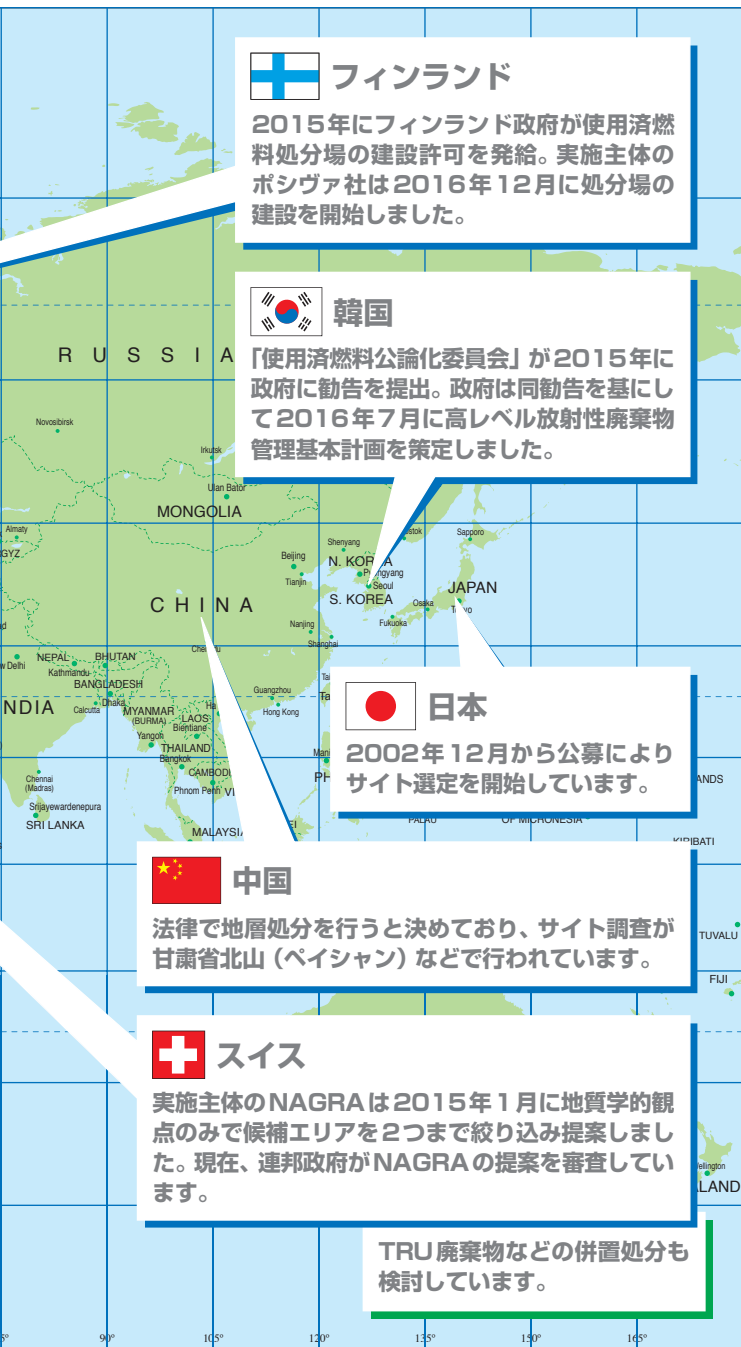 フィンランド
2015年にフィンランド政府が使用済燃
料処分場の建設許可を発給。実施主体の
ポシヴァ社は2016年12月に処分場の
建設を開始しました。
韓国
「使用済燃料公論化委員会」が2015年に
政府に勧告を提出。政府は同勧告を基にし
て2016年7月に高レベル放射性廃棄物
管理基本計画を策定しました。
RUSSIA
Novosibirsk
Irkutsk
Ulan Bator
MONGOLIA
Almaty
Shenyang
Sapporo
Beijing
N. KOREA
Tianjin
Pyongyang
Seoul
JAPAN
CHINA
S. KOREA
Osaka
Tokyo
Fukuoka
Nanjing
Shanghai
NEPAL
BHUTAN
Kathmandu
BANGLADESH
Dhaka
Calcutta
MYANMAR
(BURMA)
LAOS
Bientiane
Guangzhou
Hong Kong
Yangon
THAILAND
Bangkok
Phnom Penh
Chennai
(Madras)
Srijayewardenepura
SRI LANKA
日本
2002年12月から公募により
サイト選定を開始しています。
PALAU
OF MICRONESIA
KIRIBATI
中国
法律で地層処分を行うと決めており、サイト調査が
甘粛省北山（ペイシャン）などで行われています。
TUVALU
FIJI
スイス
実施主体のNAGRAは2015年1月に地質学的観
点のみで候補エリアを2つまで絞り込み提案しまし
た。現在、連邦政府がNAGRAの提案を審査してい
ます。
TRU廃棄物などの併置処分も
検討しています。
90°
105°
120°
135°
150°
165°